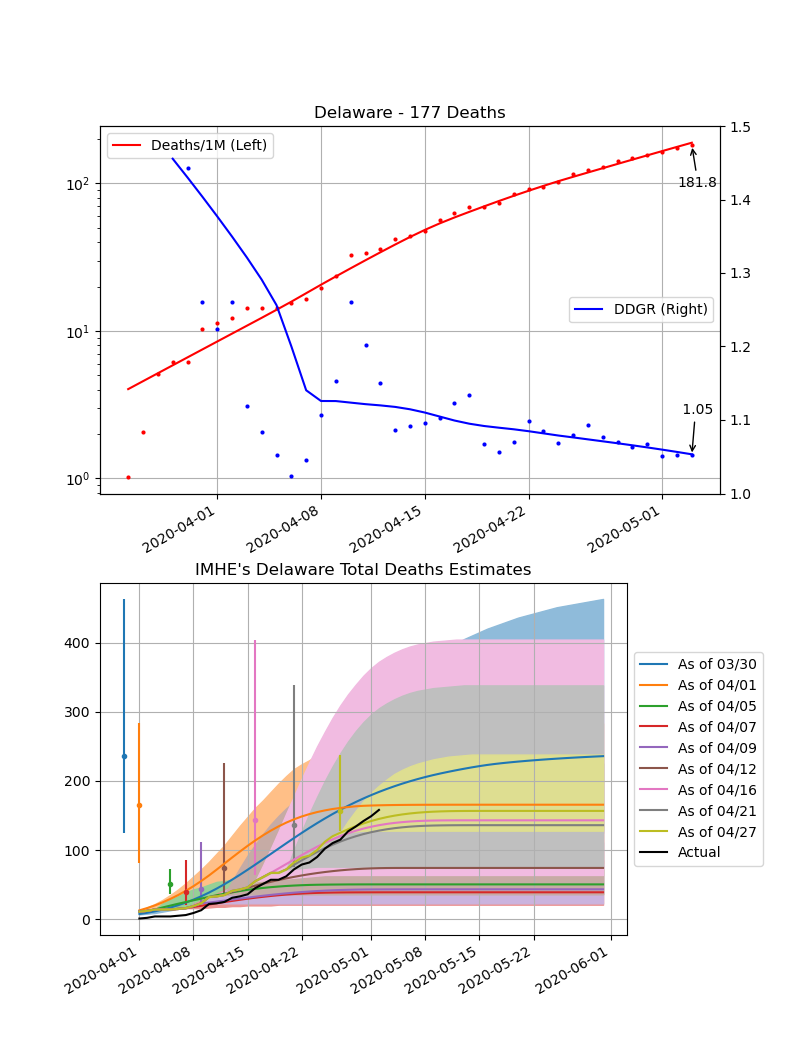 Delaware - 177 Deaths
Deaths/1M (Left)
DDGR (Right)
181.8
1.05
10²
10¹
10⁰
1.5
1.4
1.3
1.2
1.1
1.0
2020-04-01
2020-04-08
2020-04-15
2020-04-22
2020-05-01
IMHE's Delaware Total Deaths Estimates
400
300
200
100
0
2020-04-01
2020-04-08
2020-04-15
2020-04-22
2020-05-01
2020-05-08
2020-05-15
2020-05-22
2020-06-01
As of 03/30
As of 04/01
As of 04/05
As of 04/07
As of 04/09
As of 04/12
As of 04/16
As of 04/21
As of 04/27
Actual